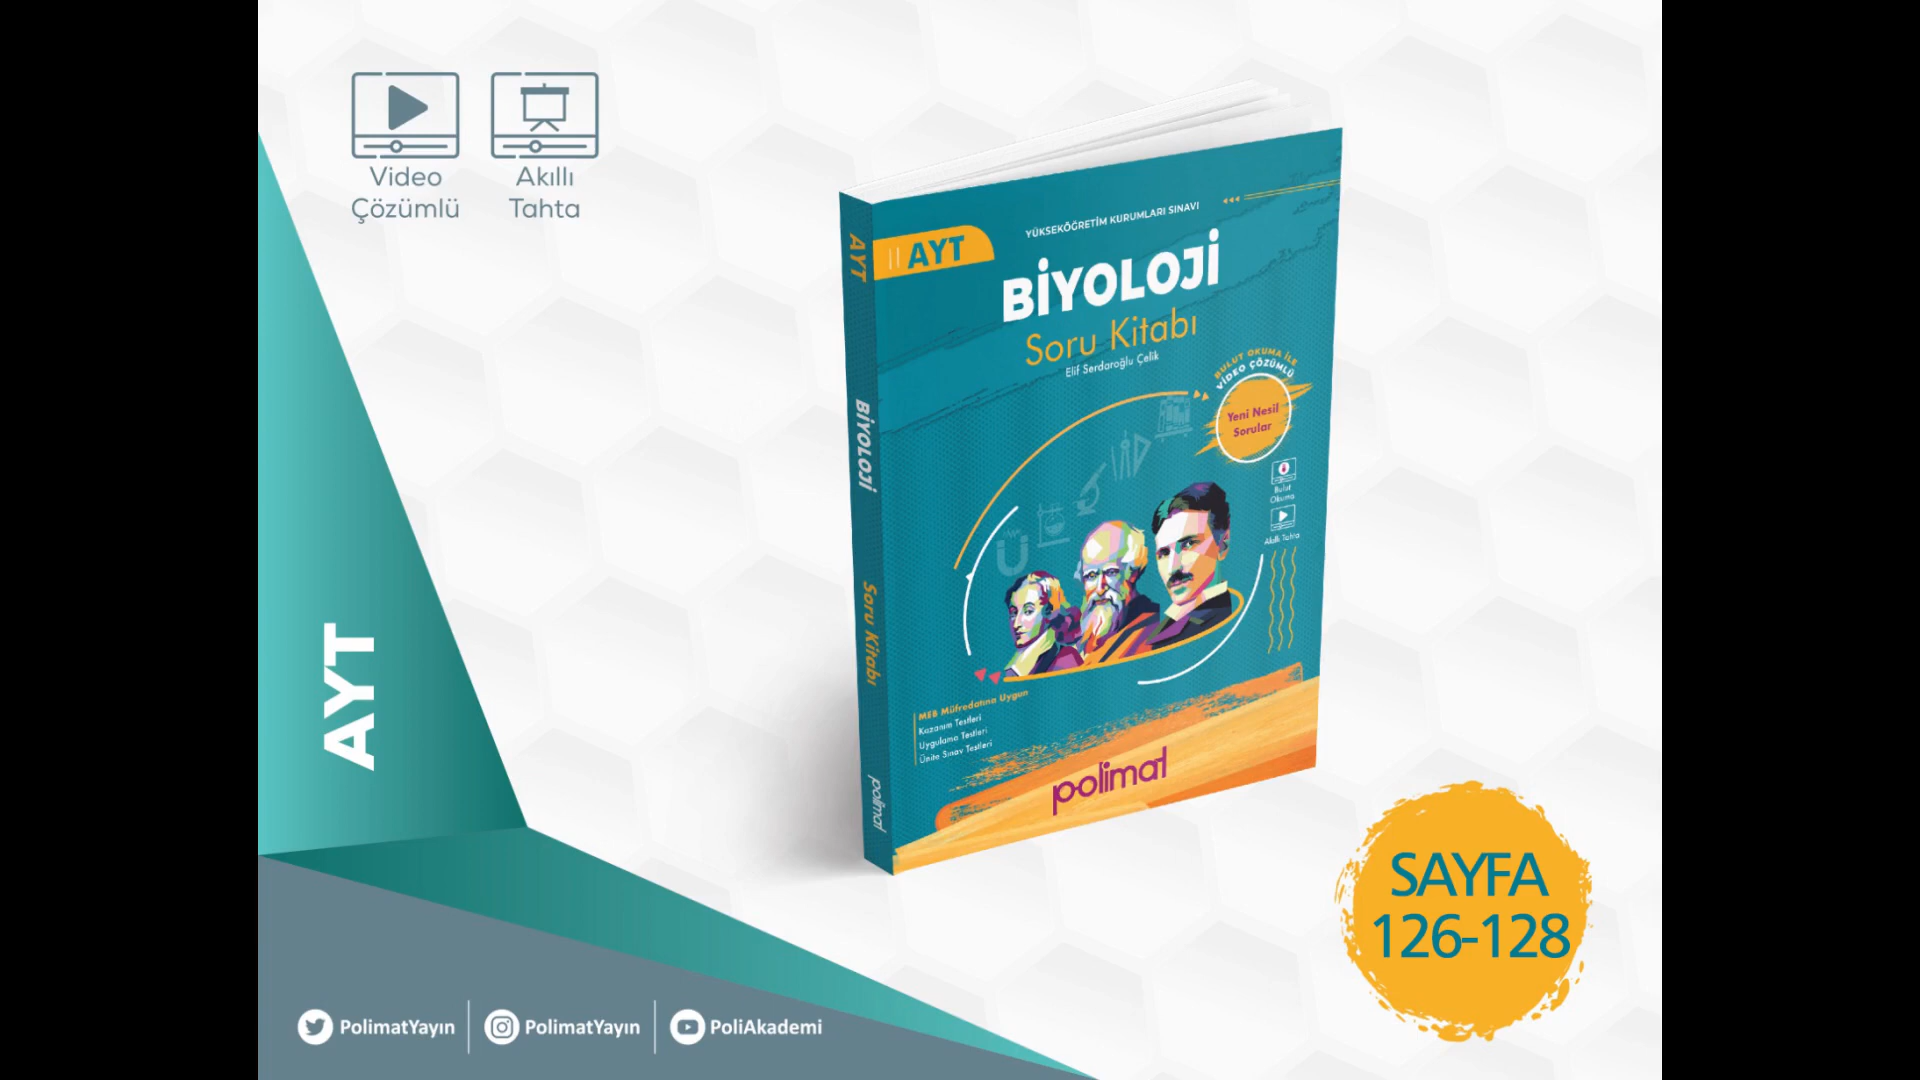 Video
Çözümlü
Akıllı
Tahta
YÜKSEKÖĞRETİM KURUMLARI SINAVI
AYT
BİYOLOJİ
Soru Kitabı
Elif Serdaroğlu Çelik
BULUT OKUMA İLE
VİDEO ÇÖZÜMLÜ
Yeni Nesil
Sorular
Bulut
Okuma
Akıllı Tahta
MEB Müfredatına Uygun
Kazanım Testleri
Uygulama Testleri
Ünite Sınav Testleri
polimat
AYT
BİYOLOJİ
Soru Kitabı
polimat
AYT
SAYFA
126-128
PolimatYayın
PolimatYayın
PoliAkademi